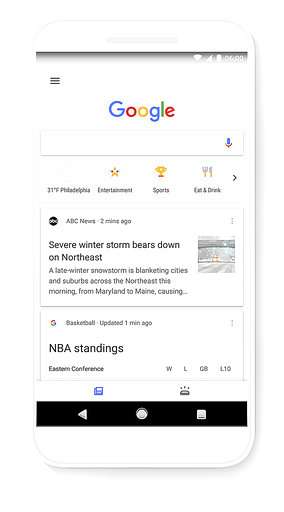 06:00
Google
31°F Philadelphia Entertainment Sports Eat & Drink
abc ABC News · 2 mins ago
Severe winter storm bears down
on Northeast
A late-winter snowstorm is blanketing cities
and suburbs across the Northeast this
morning, from Maryland to Maine, causing...
G Basketball · Updated 1 min ago
NBA standings
Eastern Conference W L GB L10